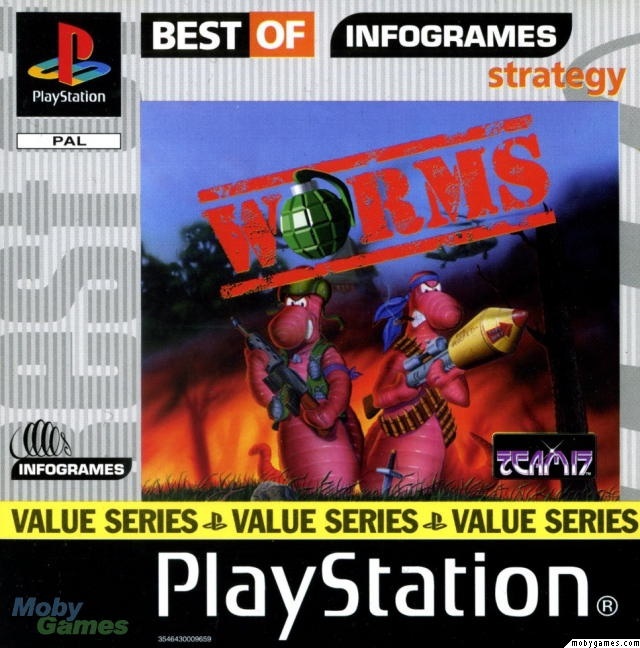 BEST OF INFOGRAMES
strategy
PlayStation
PAL
WORMS
INFOGRAMES
TEAM17
VALUE SERIES VALUE SERIES VALUE SERIES
PlayStation®
Moby
Games
3546430009659
mobygames.com